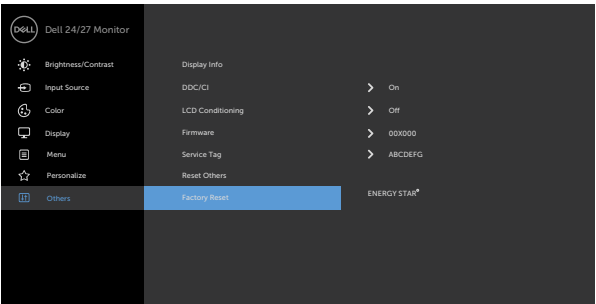 DELL Dell 24/27 Monitor
Brightness/Contrast Display Info
Input Source DDC/CI On
Color LCD Conditioning Off
Display Firmware 00X000
Menu Service Tag ABCDEFG
Personalize Reset Others
Others Factory Reset ENERGY STAR®